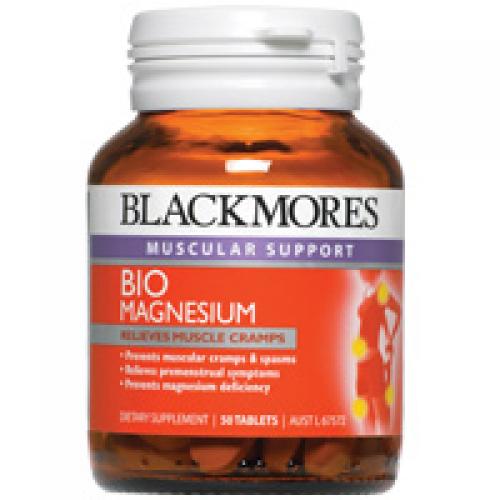 BLACKMORES
MUSCULAR SUPPORT
BIO
MAGNESIUM
RELIEVES MUSCLE CRAMPS
• Prevents muscular cramps & spasms
• Relieves premenstrual symptoms
• Prevents magnesium deficiency
DIETARY SUPPLEMENT | 50 TABLETS | AUST L 67572